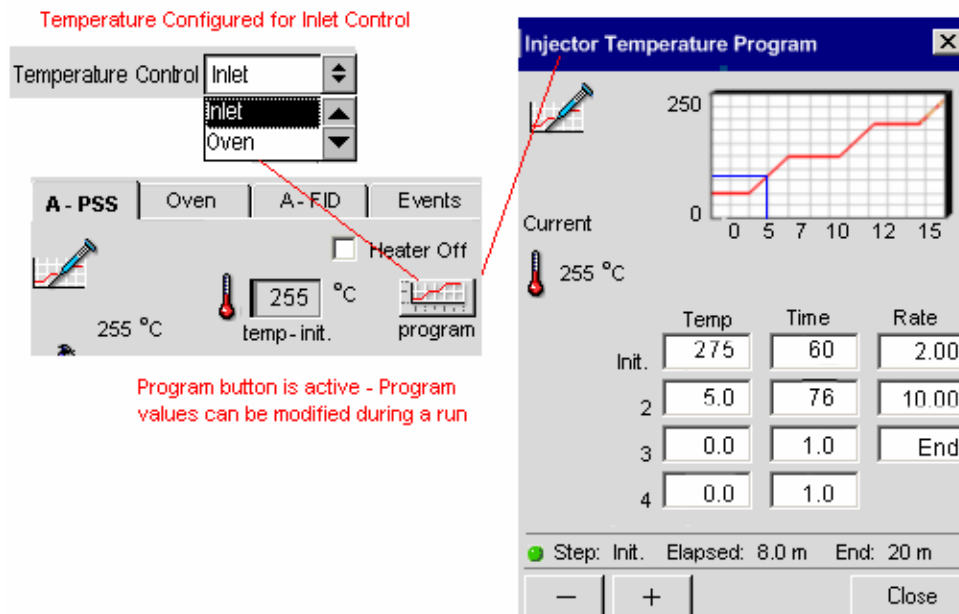 Temperature Configured for Inlet Control
Temperature Control Inlet
Inlet
Oven
A - PSS Oven A - FID Events
Heater Off
255 °C
temp - init.
program
255 °C
Program button is active - Program
values can be modified during a run
Injector Temperature Program
250
0
0 5 7 10 12 15
Current
255 °C
Temp Time Rate
Init. 275 60 2.00
2 5.0 76 10.00
3 0.0 1.0 End
4 0.0 1.0
Step: Init. Elapsed: 8.0 m End: 20 m
− + Close